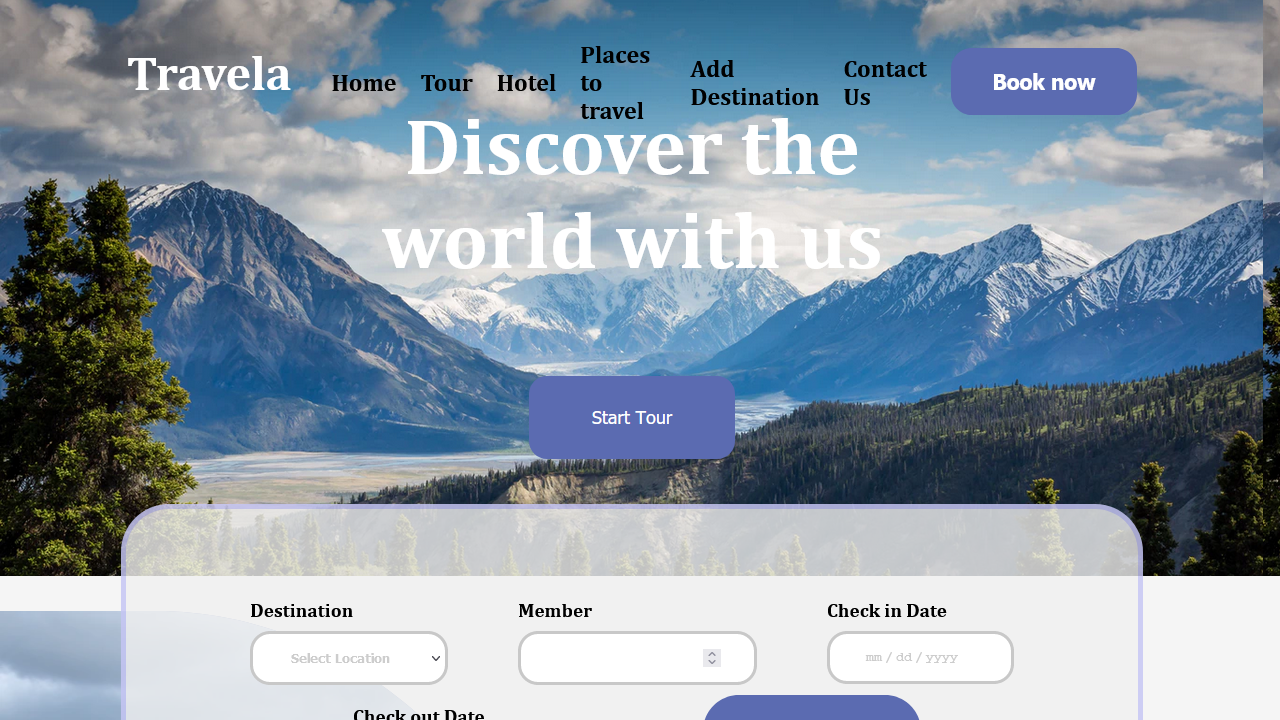 Travela
Home
Tour
Hotel
Places
to
travel
Add
Destination
Contact
Us
Book now
Discover the
world with us
Start Tour
Destination
Member
Check in Date
Select Location
mm / dd / yyyy
Check out Date